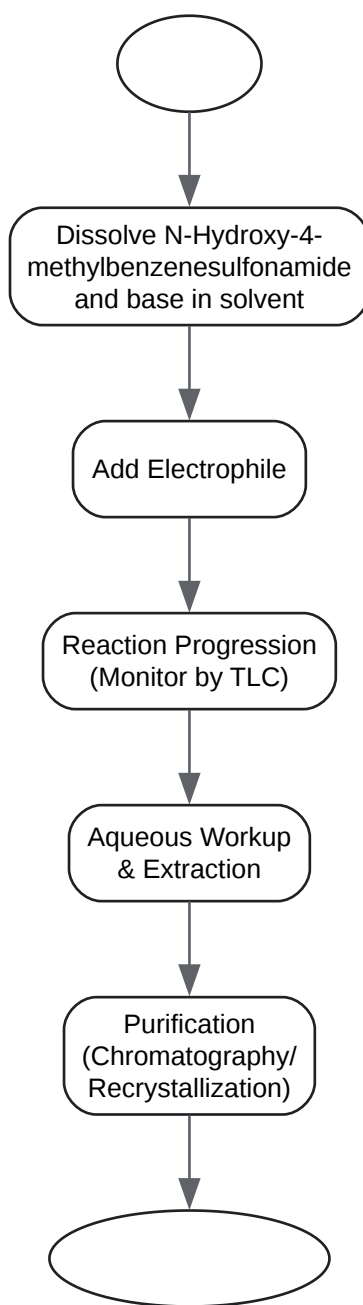 Dissolve N-Hydroxy-4-
methylbenzenesulfonamide
and base in solvent
Add Electrophile
Reaction Progression
(Monitor by TLC)
Aqueous Workup
& Extraction
Purification
(Chromatography/
Recrystallization)